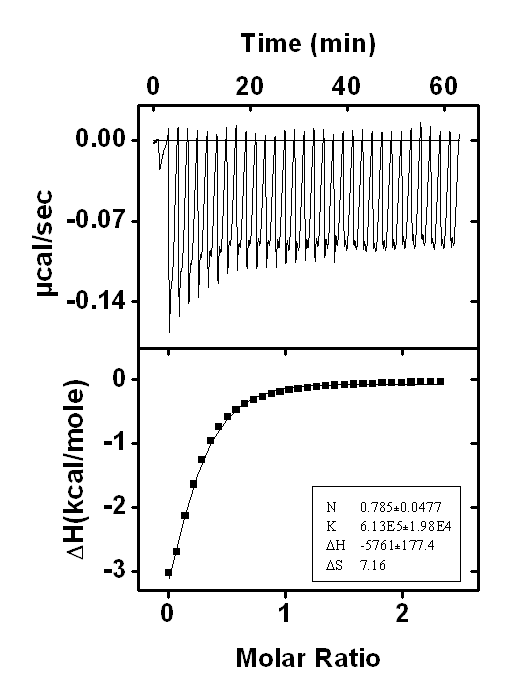 Time (min)
0 20 40 60
0.00
-0.07
-0.14
µcal/sec
0
-1
-2
-3
ΔH(kcal/mole)
N 0.785±0.0477
K 6.13E5±1.98E4
ΔH -5761±177.4
ΔS 7.16
0 1 2
Molar Ratio